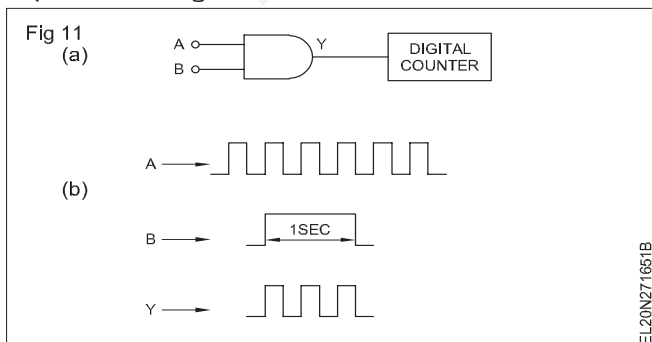 Fig 11
(a)
A
B
Y
DIGITAL
COUNTER
(b)
A
B
1SEC
Y
EL20N271651B